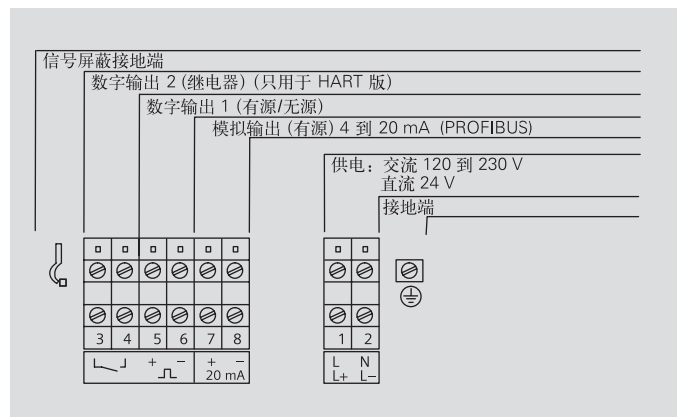 信号屏蔽接地端
数字输出 2 (继电器) (只用于 HART 版)
数字输出 1 (有源/无源)
模拟输出 (有源) 4 到 20 mA (PROFIBUS)
供电：交流 120 到 230 V
直流 24 V
接地端
3 4 5 6 7 8 1 2
+ − + − L N
20 mA L+ L−